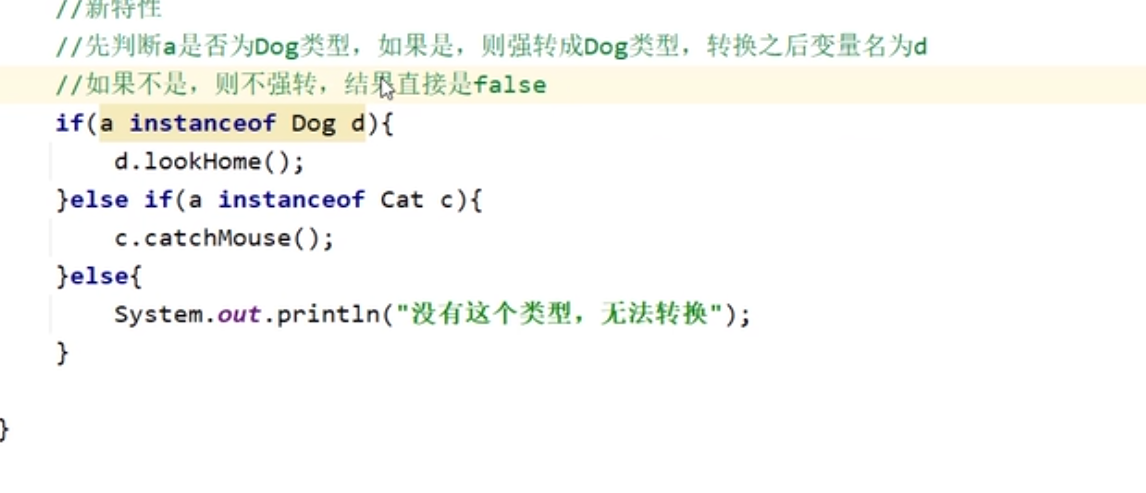 //新特性
//先判断a是否为Dog类型，如果是，则强转成Dog类型，转换之后变量名为d
//如果不是，则不强转，结果直接是false
if(a instanceof Dog d){
    d.lookHome();
}else if(a instanceof Cat c){
    c.catchMouse();
}else{
    System.out.println("没有这个类型，无法转换");
}
}